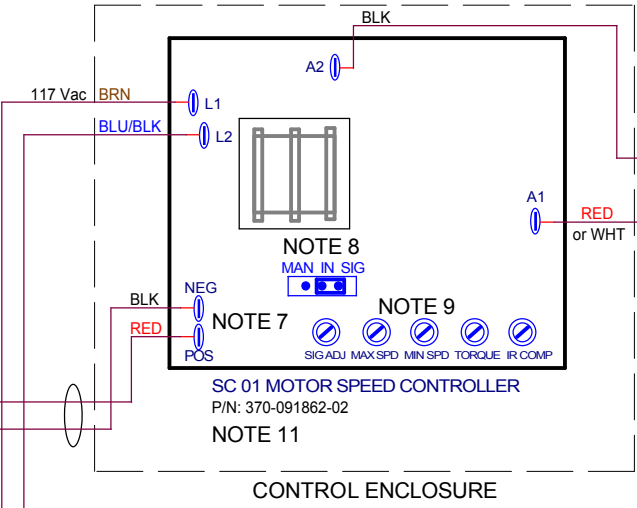 BLK
A2
117 Vac BRN
L1
BLU/BLK
L2
A1
RED
or WHT
NOTE 8
MAN IN SIG
NEG
BLK
NOTE 7
NOTE 9
RED
POS
SIG ADJ MAX SPD MIN SPD TORQUE IR COMP
SC 01 MOTOR SPEED CONTROLLER
P/N: 370-091862-02
NOTE 11
CONTROL ENCLOSURE